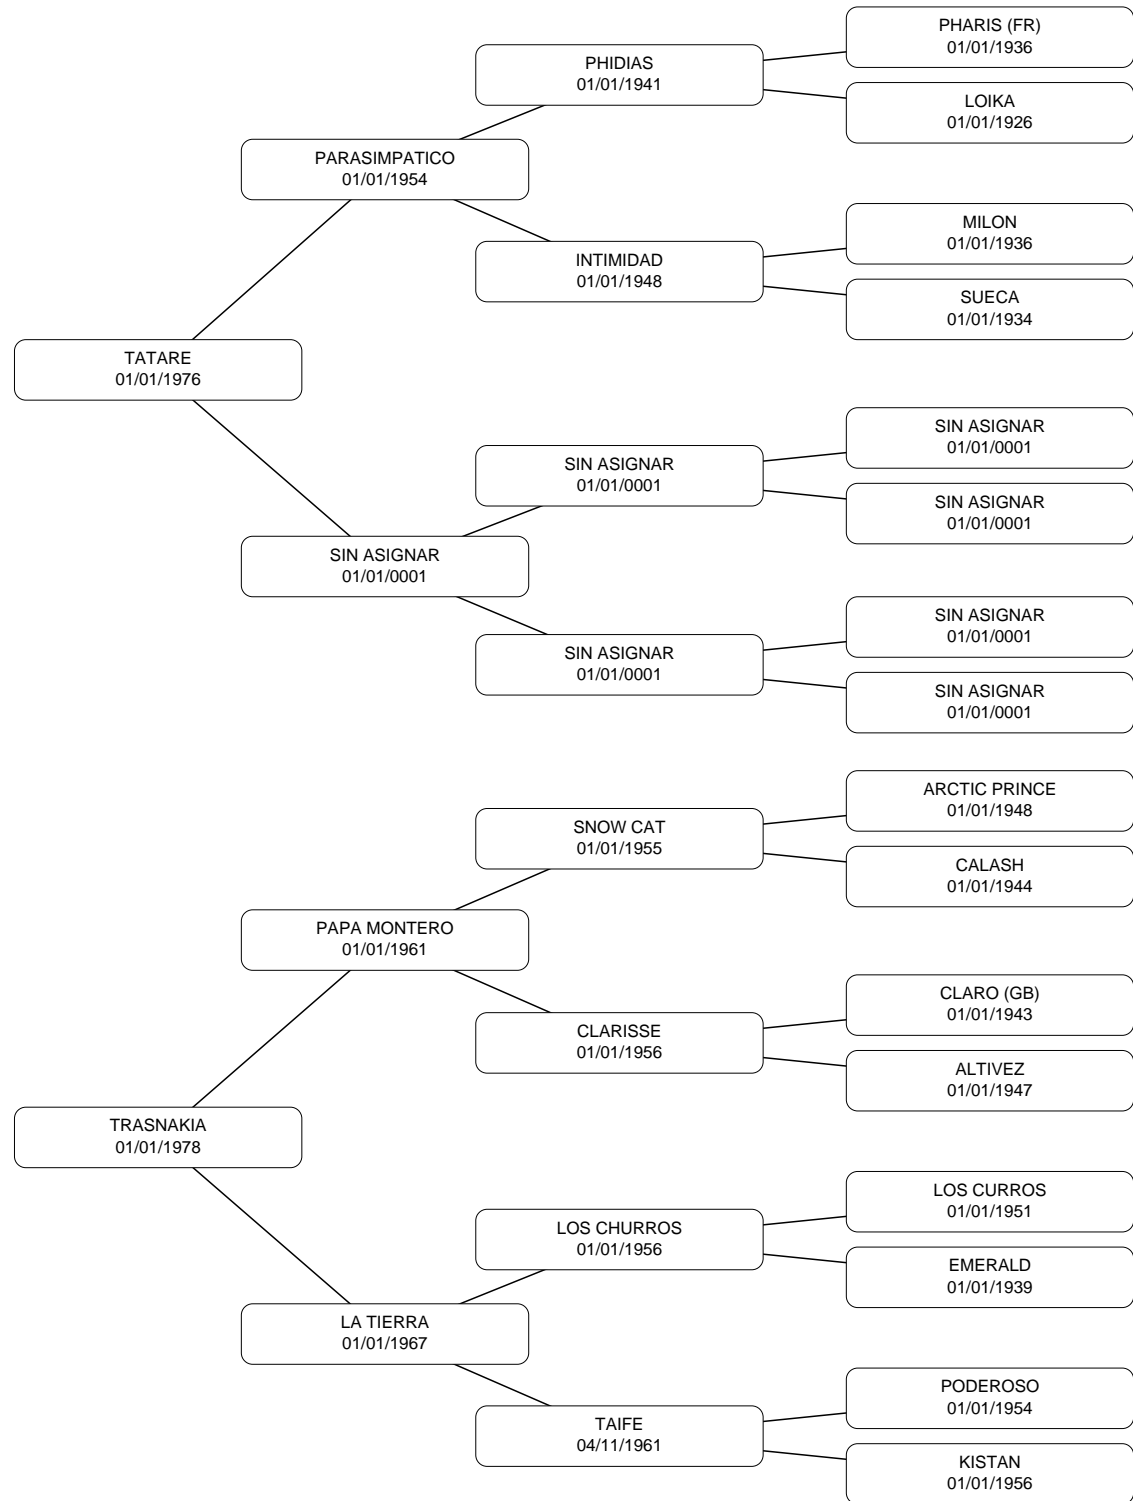 PHARIS (FR)
01/01/1936
PHIDIAS
01/01/1941
LOIKA
01/01/1926
PARASIMPATICO
01/01/1954
MILON
01/01/1936
INTIMIDAD
01/01/1948
SUECA
01/01/1934
TATARE
01/01/1976
SIN ASIGNAR
01/01/0001
SIN ASIGNAR
01/01/0001
SIN ASIGNAR
01/01/0001
SIN ASIGNAR
01/01/0001
SIN ASIGNAR
01/01/0001
SIN ASIGNAR
01/01/0001
SIN ASIGNAR
01/01/0001
ARCTIC PRINCE
01/01/1948
SNOW CAT
01/01/1955
CALASH
01/01/1944
PAPA MONTERO
01/01/1961
CLARO (GB)
01/01/1943
CLARISSE
01/01/1956
ALTIVEZ
01/01/1947
TRASNAKIA
01/01/1978
LOS CURROS
01/01/1951
LOS CHURROS
01/01/1956
EMERALD
01/01/1939
LA TIERRA
01/01/1967
PODEROSO
01/01/1954
TAIFE
04/11/1961
KISTAN
01/01/1956